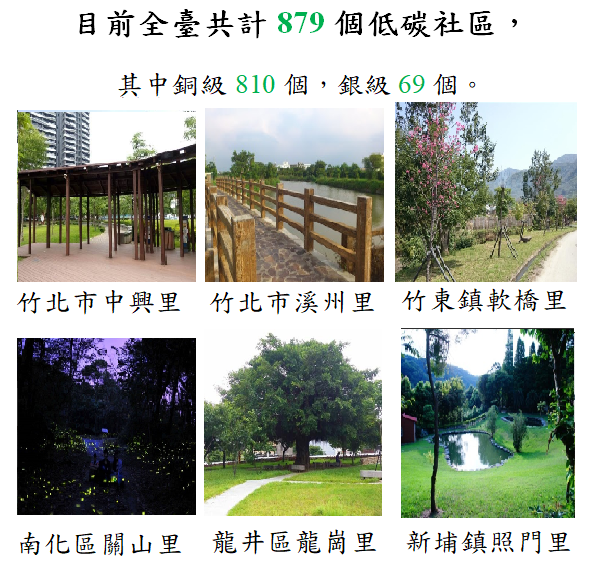 目前全臺共計 879 個低碳社區，
其中銅級 810 個，銀級 69 個。
竹北市中興里 竹北市溪州里 竹東鎮軟橋里
南化區關山里 龍井區龍崗里 新埔鎮照門里